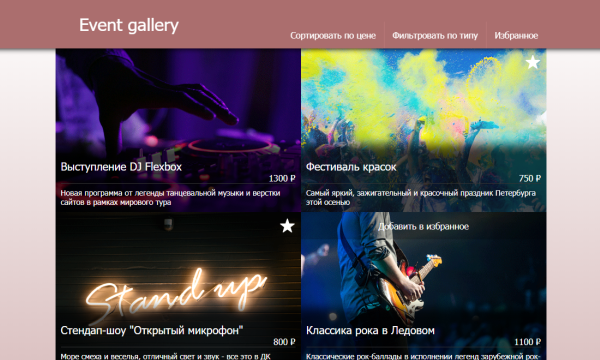 Event gallery
Сортировать по цене
Фильтровать по типу
Избранное
Выступление DJ Flexbox
1300 ₽
Новая программа от легенды танцевальной музыки и верстки
сайтов в рамках мирового тура
Фестиваль красок
750 ₽
Самый яркий, зажигательный и красочный праздник Петербурга
этой осенью
Stand up
Стендап-шоу "Открытый микрофон"
800 ₽
Море смеха и веселья, отличный свет и звук - все это в ДК
Добавить в избранное
Классика рока в Ледовом
1100 ₽
Классические рок-баллады в исполнении легенд зарубежной рок-